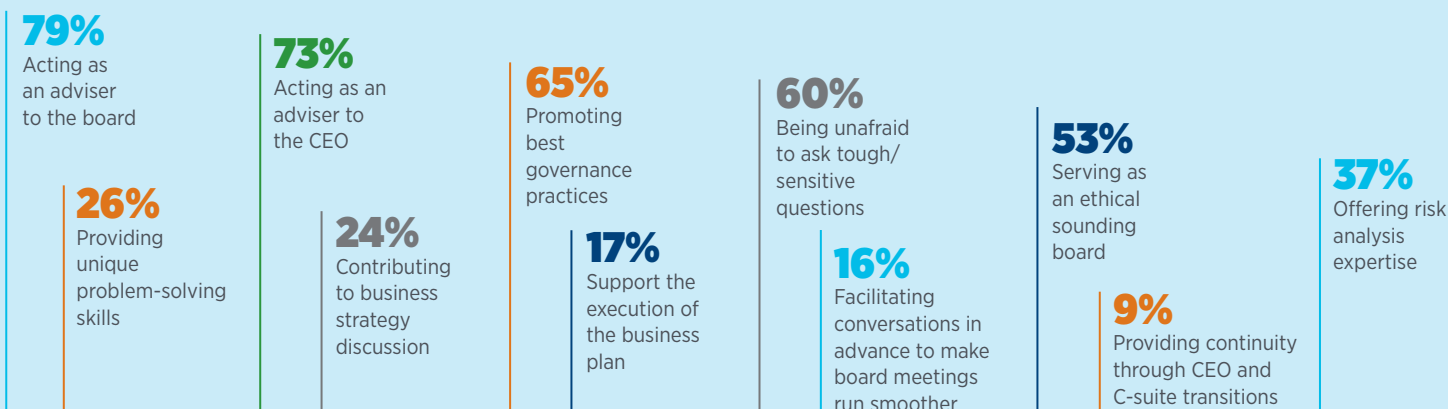 79%
Acting as
an adviser
to the board
73%
Acting as an
adviser to
the CEO
65%
Promoting
best
governance
practices
60%
Being unafraid
to ask tough/
sensitive
questions
53%
Serving as
an ethical
sounding
board
37%
Offering risk
analysis
expertise
26%
Providing
unique
problem-solving
skills
24%
Contributing
to business
strategy
discussion
17%
Support the
execution of
the business
plan
16%
Facilitating
conversations in
advance to make
board meetings
run smoother
9%
Providing continuity
through CEO and
C-suite transitions